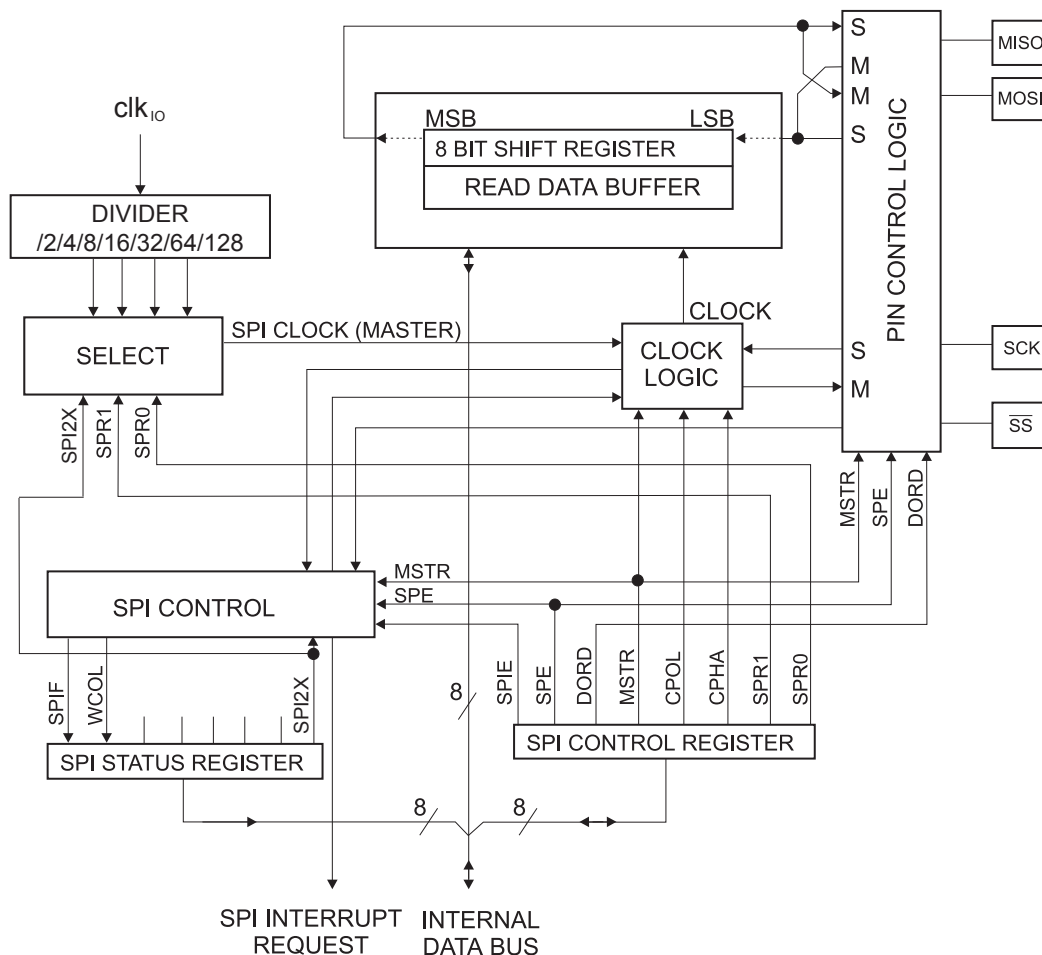 clk IO
DIVIDER
/2/4/8/16/32/64/128
SELECT
SPI CLOCK (MASTER)
SPI2X
SPR1
SPR0
MSB
LSB
8 BIT SHIFT REGISTER
READ DATA BUFFER
CLOCK
CLOCK
LOGIC
S
M
M
S
S
M
PIN CONTROL LOGIC
MISO
MOSI
SCK
SS
MSTR
SPE
DORD
SPI CONTROL
MSTR
SPE
SPIF
WCOL
SPI2X
SPI STATUS REGISTER
8
SPIE
SPE
DORD
MSTR
CPOL
CPHA
SPR1
SPR0
SPI CONTROL REGISTER
8
8
SPI INTERRUPT
REQUEST
INTERNAL
DATA BUS